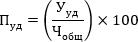 Пуд = (Ууд / Чобщ) × 100